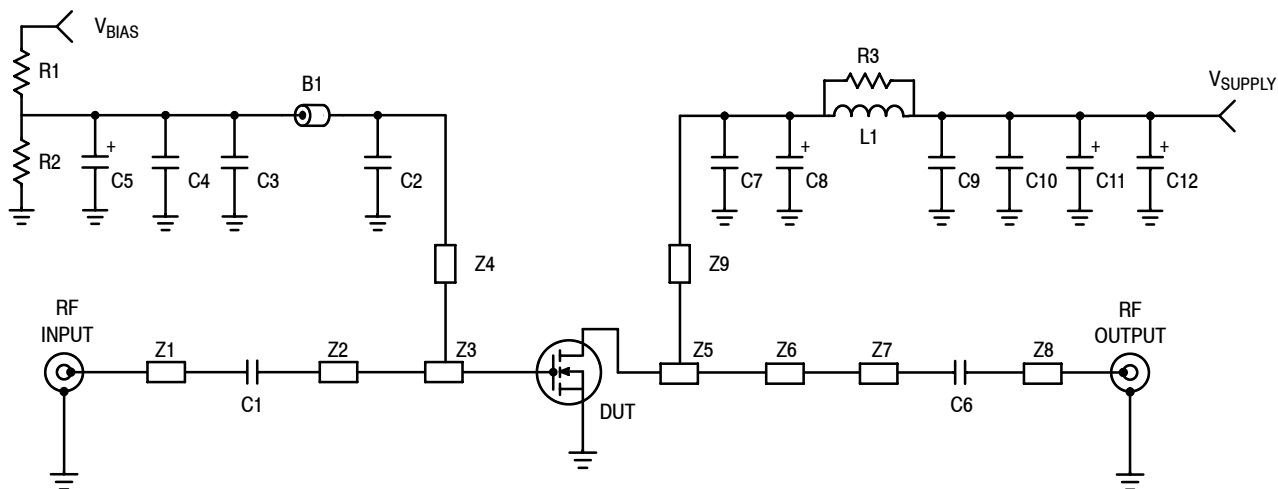 V_BIAS
R1
B1
R3
V_SUPPLY
L1
R2
+
C5
C4
C3
C2
C7
+
C8
C9
C10
+
C11
+
C12
Z4
Z9
RF
INPUT
Z1
C1
Z2
Z3
DUT
Z5
Z6
Z7
C6
Z8
RF
OUTPUT